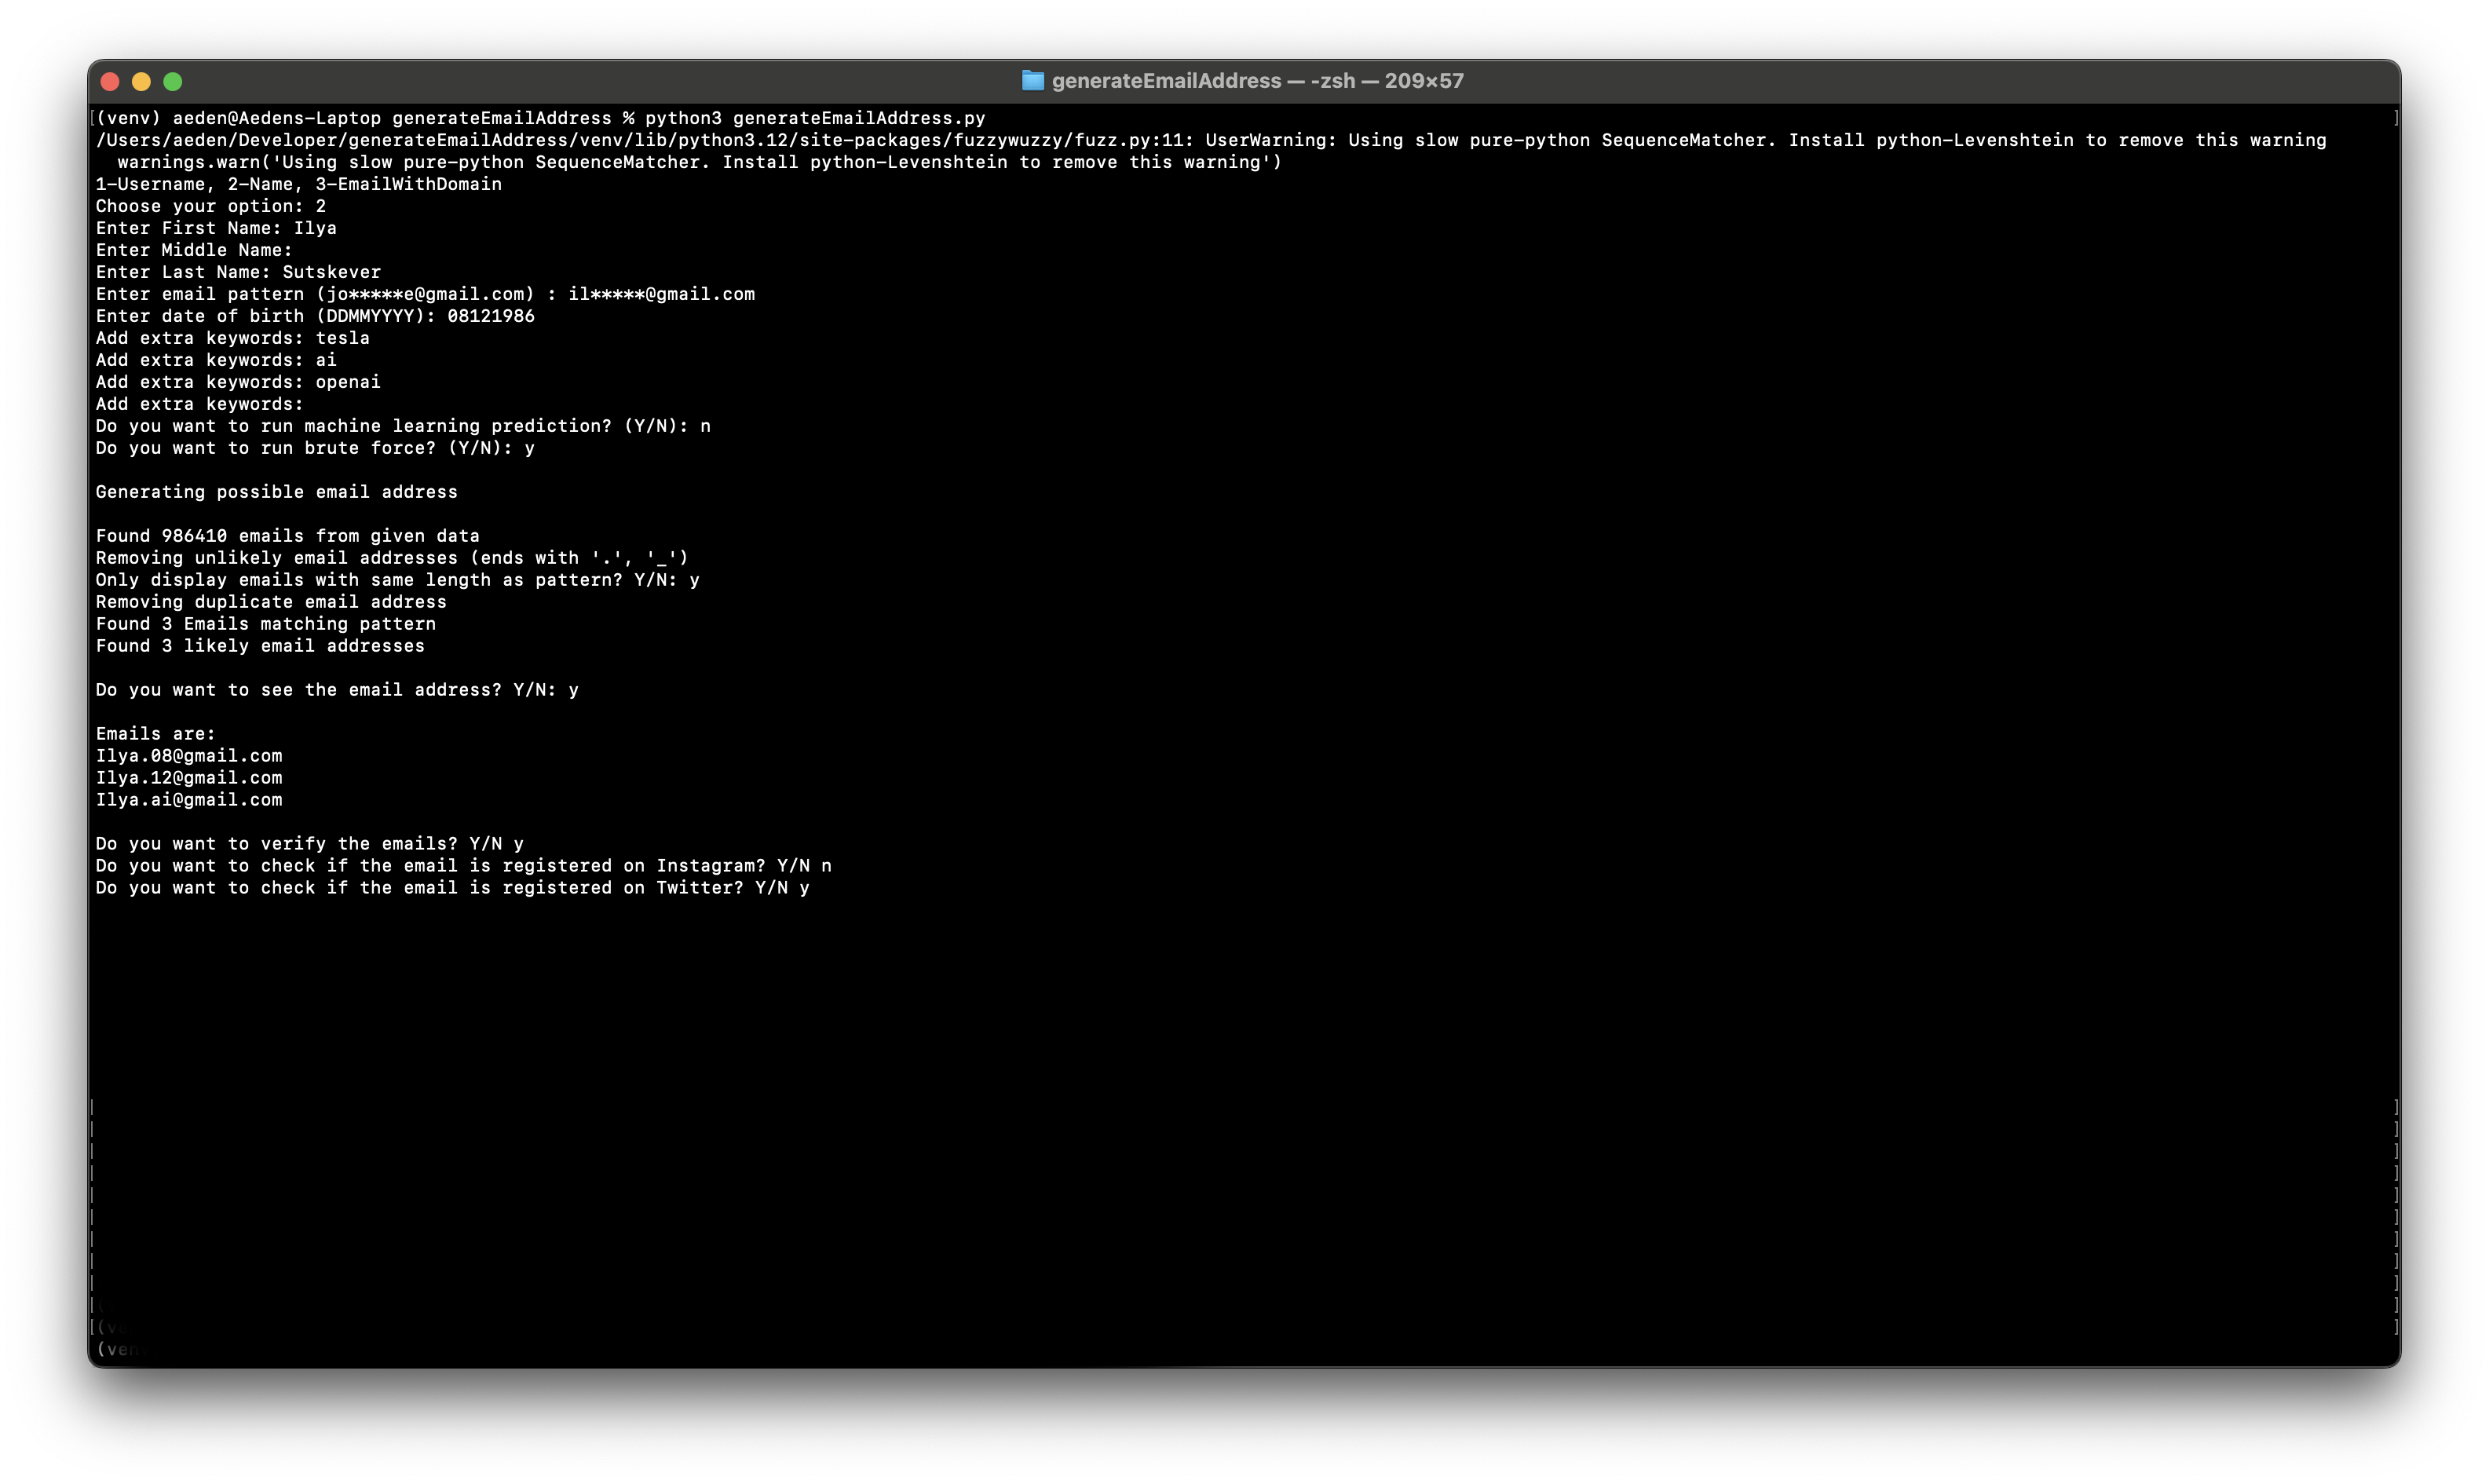 generateEmailAddress — -zsh — 209×57
(venv) aeden@Aedens-Laptop generateEmailAddress % python3 generateEmailAddress.py
/Users/aeden/Developer/generateEmailAddress/venv/lib/python3.12/site-packages/fuzzywuzzy/fuzz.py:11: UserWarning: Using slow pure-python SequenceMatcher. Install python-Levenshtein to remove this warning
  warnings.warn('Using slow pure-python SequenceMatcher. Install python-Levenshtein to remove this warning')
1-Username, 2-Name, 3-EmailWithDomain
Choose your option: 2
Enter First Name: Ilya
Enter Middle Name:
Enter Last Name: Sutskever
Enter email pattern (jo*****e@gmail.com) : il*****@gmail.com
Enter date of birth (DDMMYYYY): 08121986
Add extra keywords: tesla
Add extra keywords: ai
Add extra keywords: openai
Add extra keywords:
Do you want to run machine learning prediction? (Y/N): n
Do you want to run brute force? (Y/N): y
Generating possible email address
Found 986410 emails from given data
Removing unlikely email addresses (ends with '.', '_')
Only display emails with same length as pattern? Y/N: y
Removing duplicate email address
Found 3 Emails matching pattern
Found 3 likely email addresses
Do you want to see the email address? Y/N: y
Emails are:
Ilya.08@gmail.com
Ilya.12@gmail.com
Ilya.ai@gmail.com
Do you want to verify the emails? Y/N y
Do you want to check if the email is registered on Instagram? Y/N n
Do you want to check if the email is registered on Twitter? Y/N y